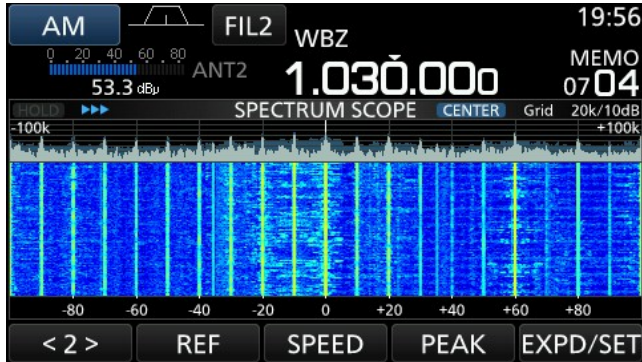 AM FIL2 WBZ 19:56
0 20 40 60 80
ANT2
53.3 dBμ
1.030.000
MEMO
07 04
HOLD SPECTRUM SCOPE CENTER Grid 20k/10dB
-100k +100k
-80 -60 -40 -20 0 +20 +40 +60 +80
< 2 > REF SPEED PEAK EXPD/SET